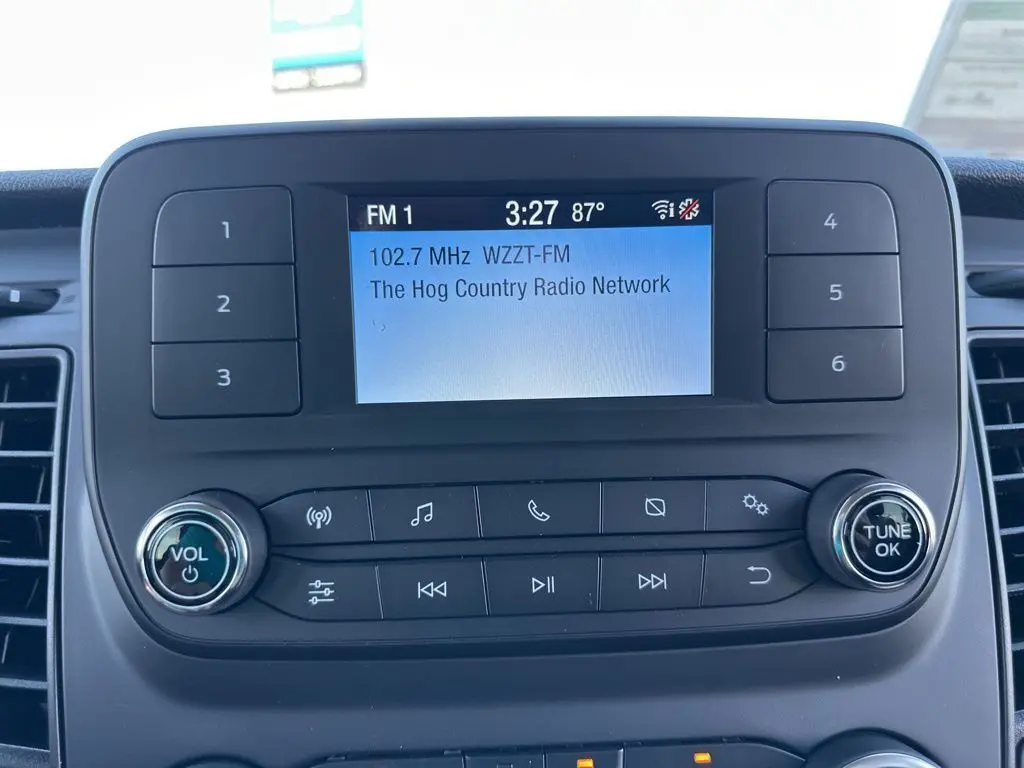 FM 1 3:27 87°
102.7 MHz WZZT-FM
The Hog Country Radio Network
1
2
3
4
5
6
VOL
TUNE
OK